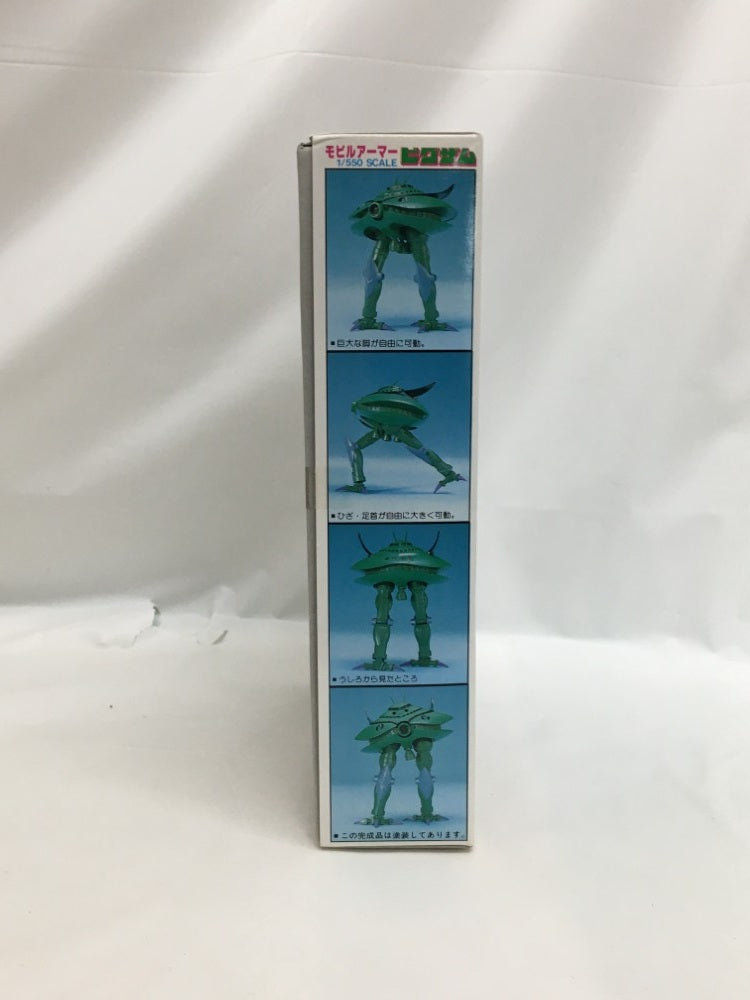 モビルアーマー
1/550 SCALE
ビグザム
■巨大な脚が自由に可動。
■ひざ・足首が自由に大きく可動。
■うしろから見たところ
■この完成品は塗装してあります。